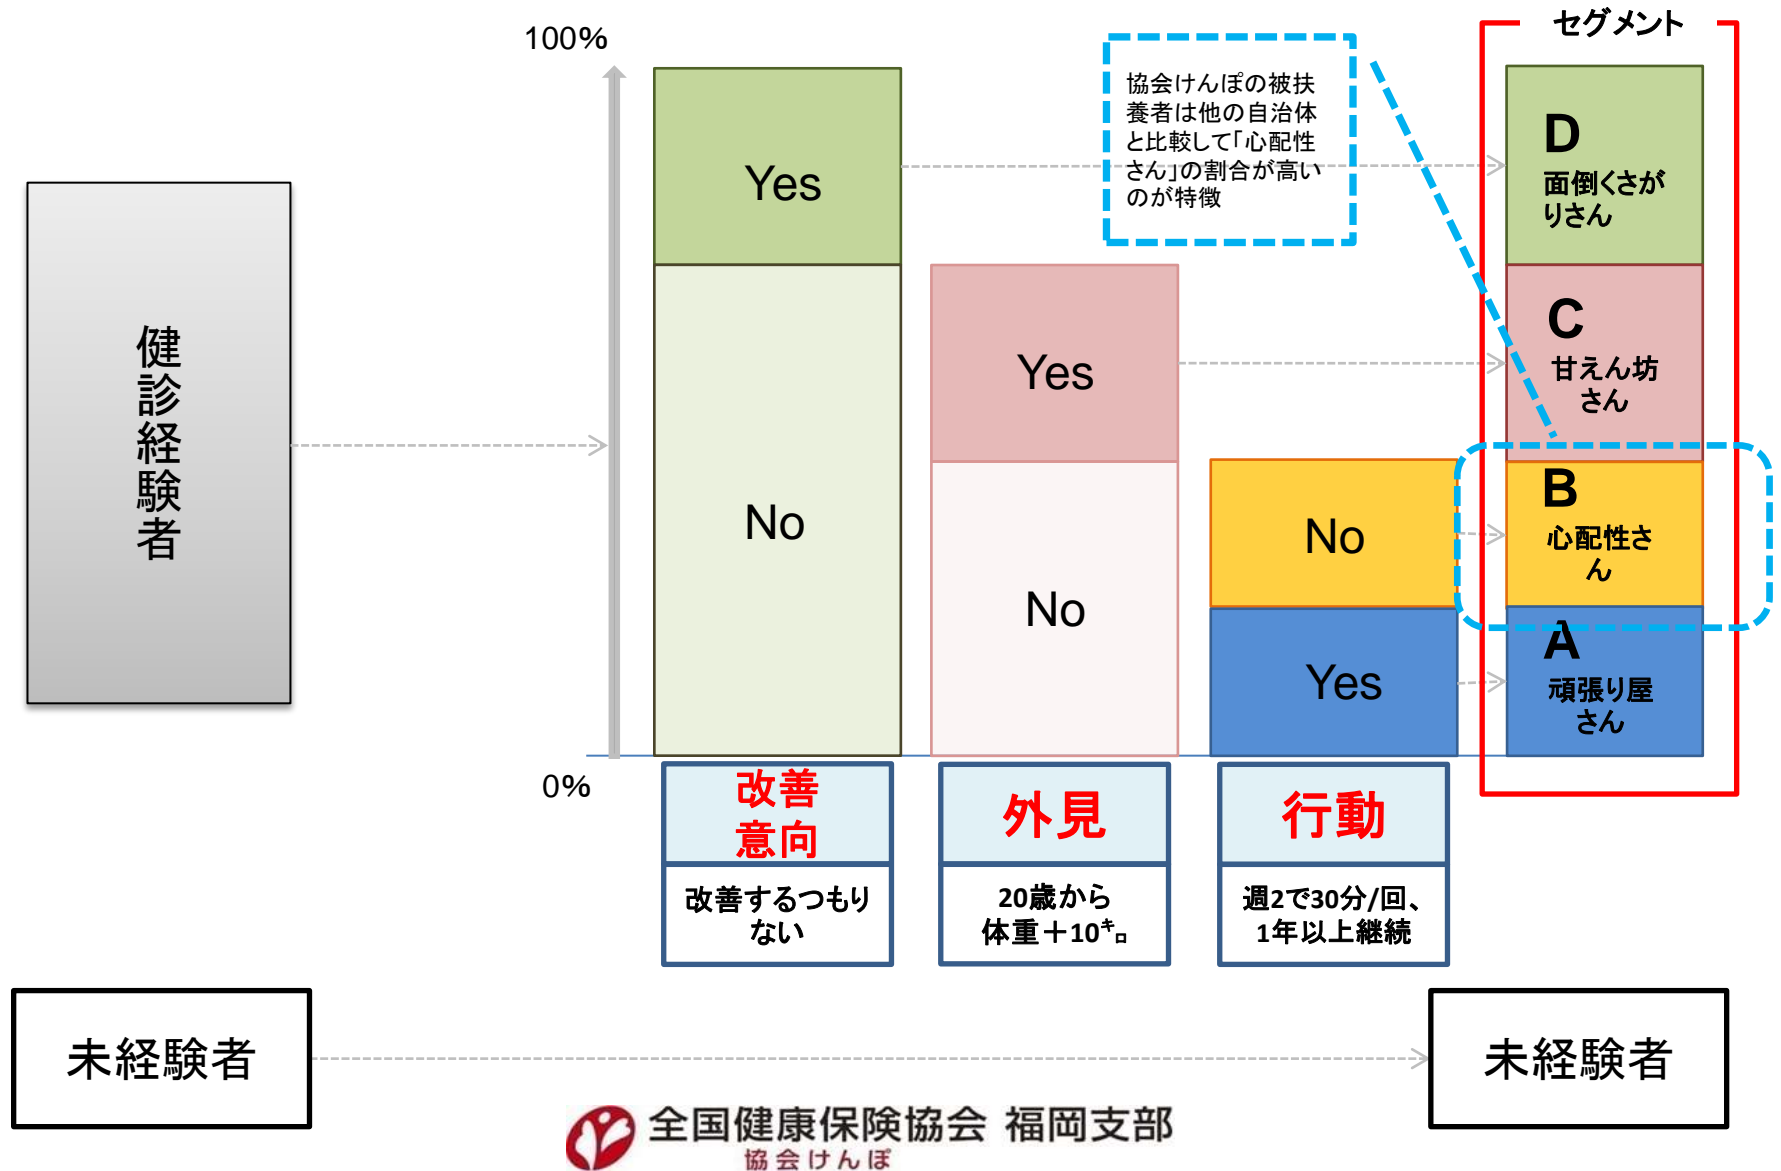 セグメント
100%
協会けんぽの被扶
養者は他の自治体
と比較して「心配性
さん」の割合が高い
のが特徴
健診経験者
Yes
No
Yes
No
No
Yes
D
面倒くさが
りさん
C
甘えん坊
さん
B
心配性さ
ん
A
頑張り屋
さん
0%
改善
意向
改善するつもり
ない
外見
20歳から
体重＋10㌔
行動
週2で30分/回、
1年以上継続
未経験者
未経験者
全国健康保険協会 福岡支部
協会けんぽ